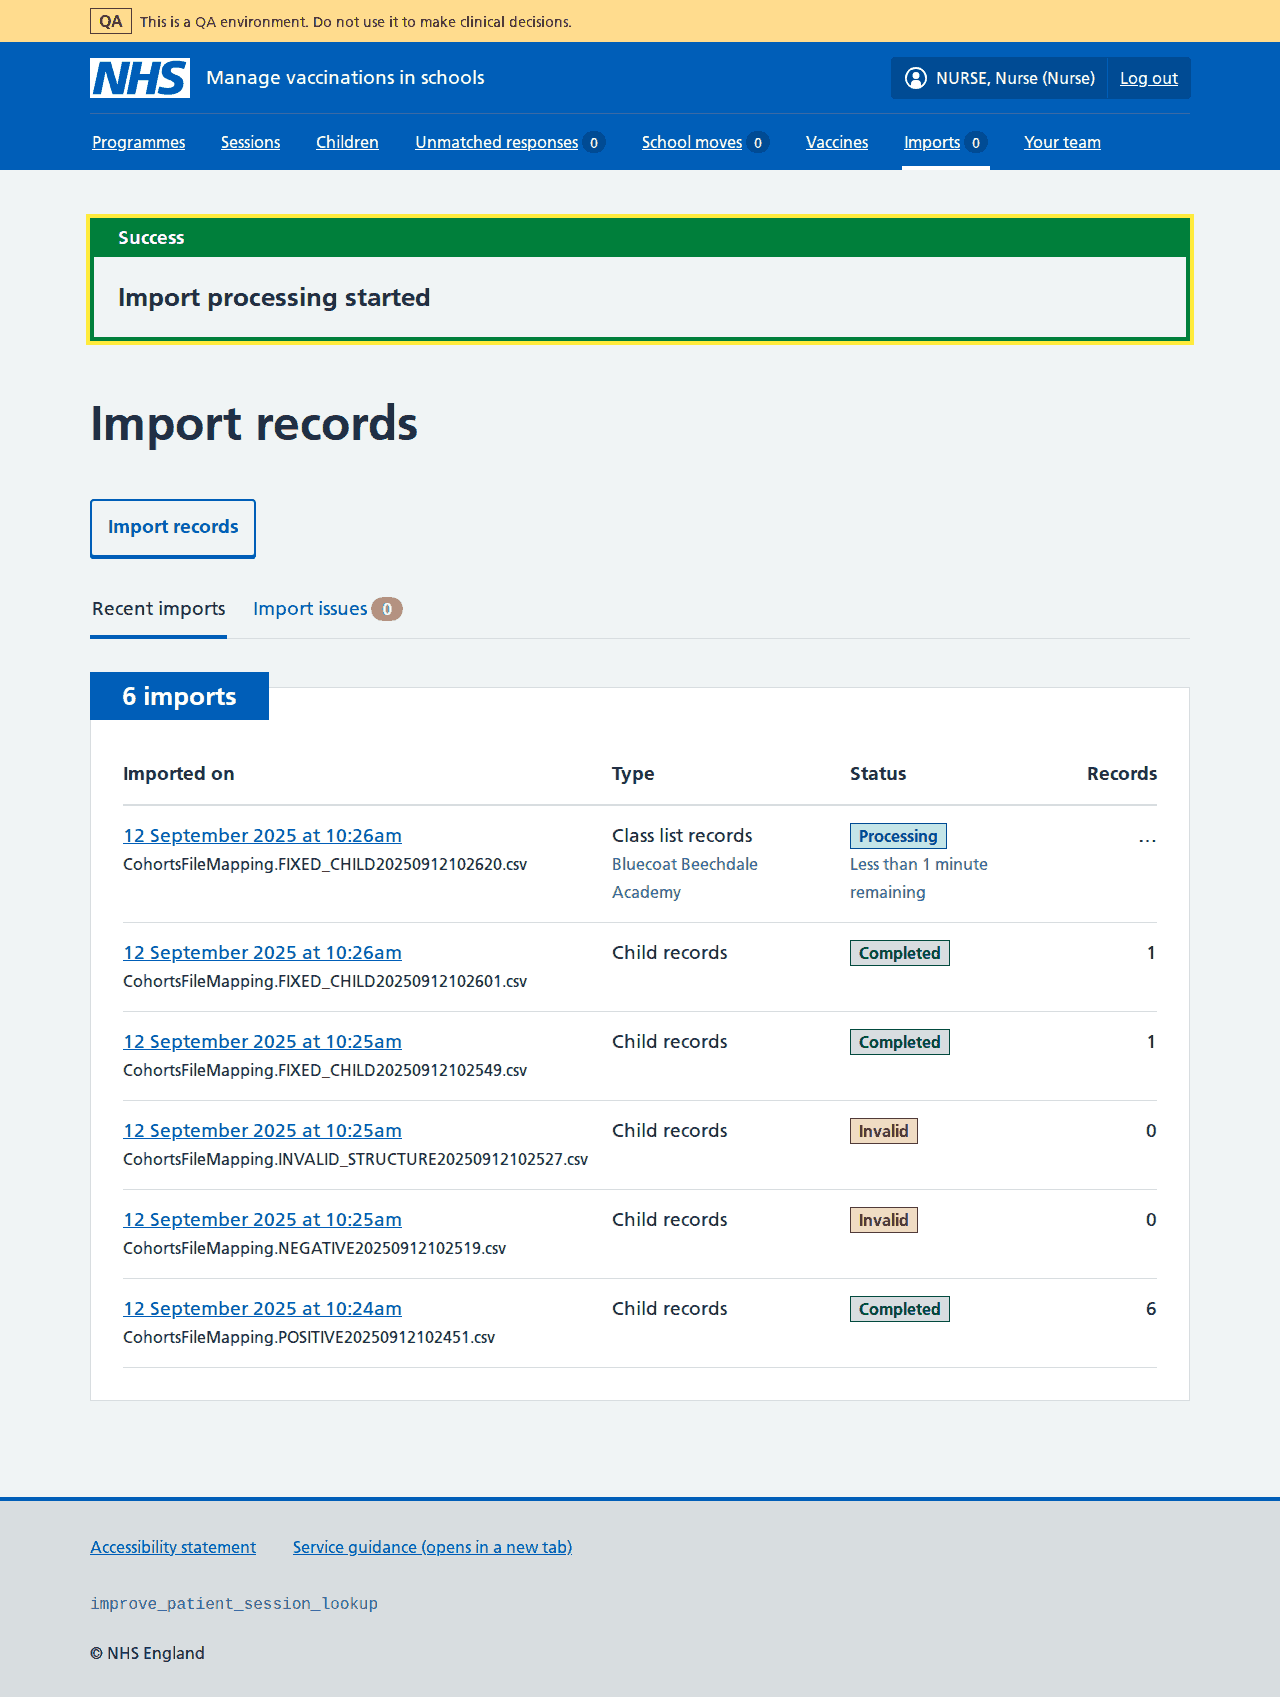 QA This is a QA environment. Do not use it to make clinical decisions.
NHS Manage vaccinations in schools NURSE, Nurse (Nurse) Log out
Programmes Sessions Children Unmatched responses 0 School moves 0 Vaccines Imports 0 Your team
Success
Import processing started
Import records
Import records
Recent imports Import issues 0
6 imports
Imported on Type Status Records
12 September 2025 at 10:26am Class list records Processing ...
CohortsFileMapping.FIXED_CHILD20250912102620.csv Bluecoat Beechdale Less than 1 minute
Academy remaining
12 September 2025 at 10:26am Child records Completed 1
CohortsFileMapping.FIXED_CHILD20250912102601.csv
12 September 2025 at 10:25am Child records Completed 1
CohortsFileMapping.FIXED_CHILD20250912102549.csv
12 September 2025 at 10:25am Child records Invalid 0
CohortsFileMapping.INVALID_STRUCTURE20250912102527.csv
12 September 2025 at 10:25am Child records Invalid 0
CohortsFileMapping.NEGATIVE20250912102519.csv
12 September 2025 at 10:24am Child records Completed 6
CohortsFileMapping.POSITIVE20250912102451.csv
Accessibility statement Service guidance (opens in a new tab)
improve_patient_session_lookup
© NHS England